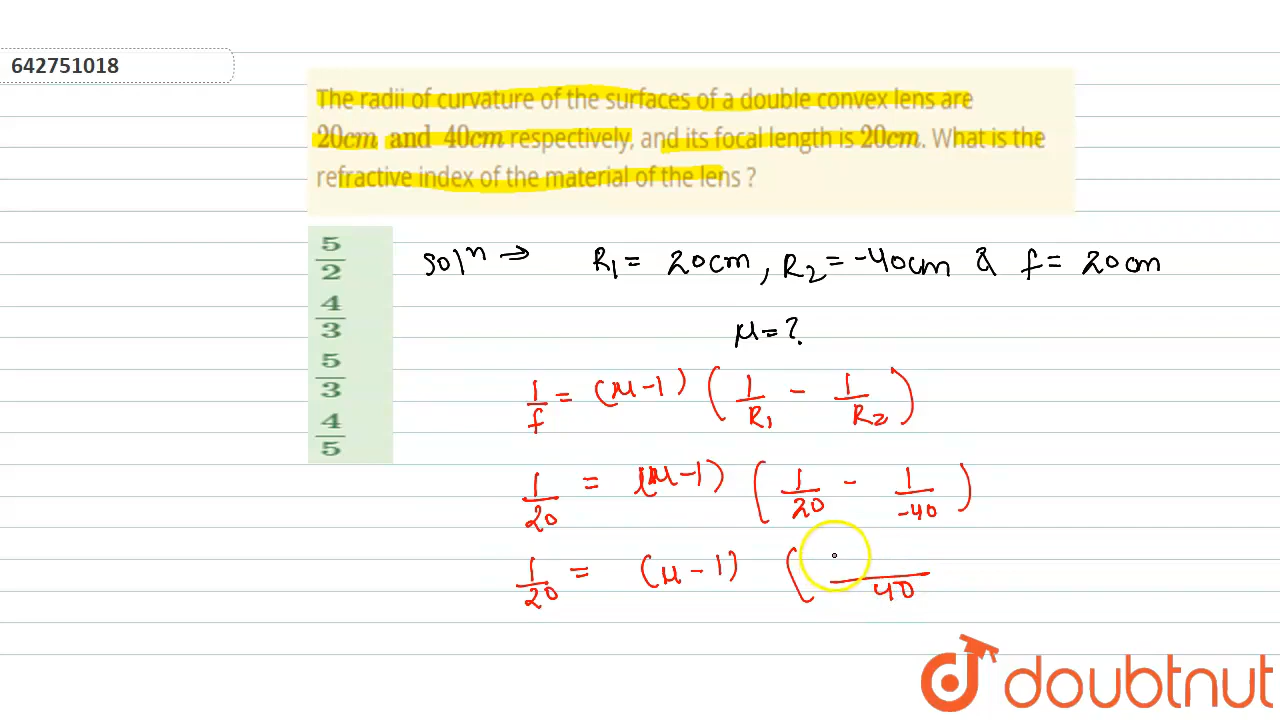 642751018
The radii of curvature of the surfaces of a double convex lens are
20cm and 40cm respectively, and its focal length is 20cm. What is the
refractive index of the material of the lens ?
5/2
4/3
5/3
4/5
Solⁿ → R₁ = 20cm, R₂ = -40cm & f = 20cm
μ = ?
1/f = (μ-1) (1/R₁ - 1/R₂)
1/20 = (μ-1) (1/20 - 1/-40)
1/20 = (μ-1) ( /40
doubtnut